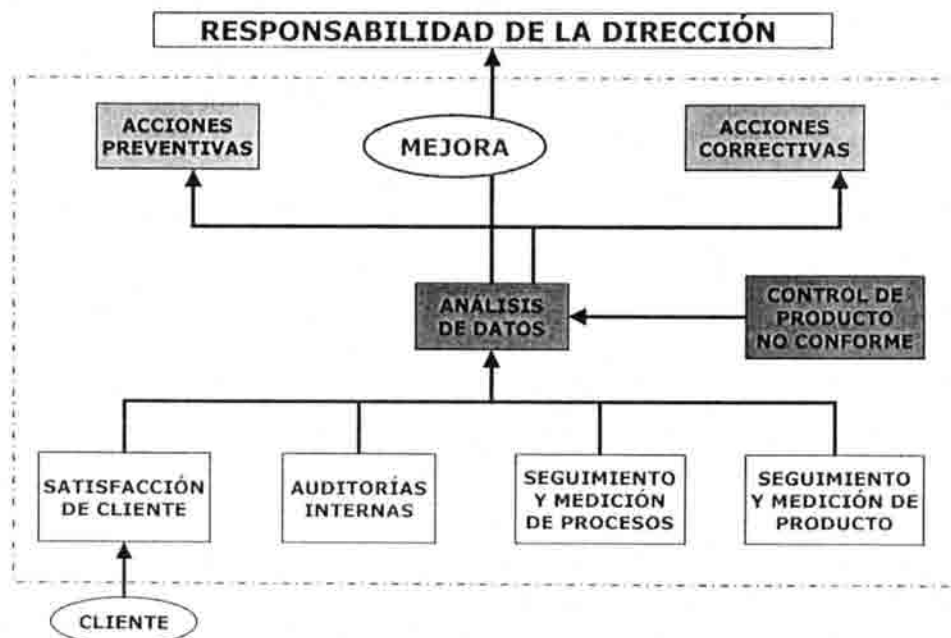 RESPONSABILIDAD DE LA DIRECCIÓN
ACCIONES
PREVENTIVAS
MEJORA
ACCIONES
CORRECTIVAS
ANÁLISIS
DE DATOS
CONTROL DE
PRODUCTO
NO CONFORME
SATISFACCIÓN
DE CLIENTE
AUDITORÍAS
INTERNAS
SEGUIMIENTO
Y MEDICIÓN
DE PROCESOS
SEGUIMIENTO
Y MEDICIÓN DE
PRODUCTO
CLIENTE